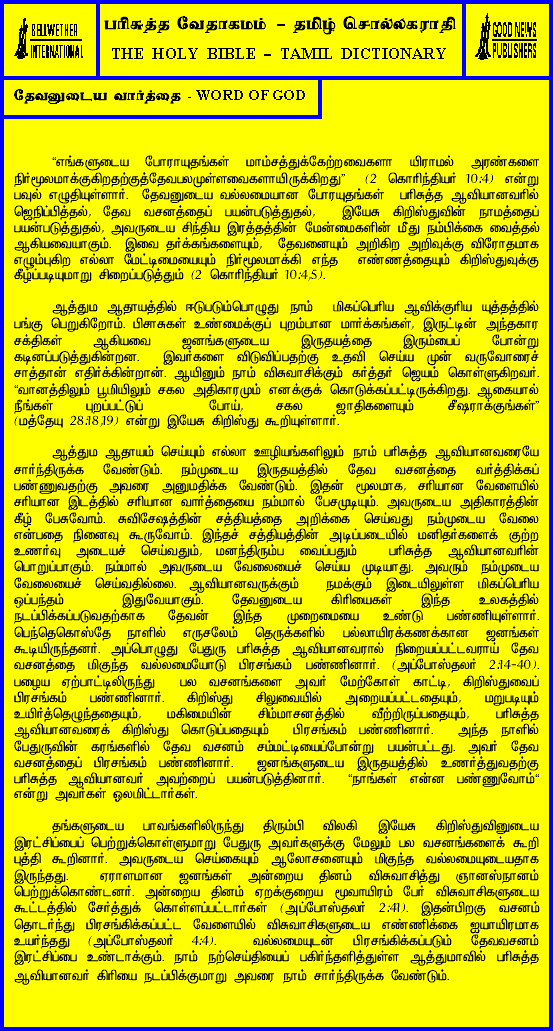 BELLWETHER
INTERNATIONAL
பரிசுத்த வேதாகமம் – தமிழ் சொல்லகராதி
THE HOLY BIBLE – TAMIL DICTIONARY
GOOD NEWS
PUBLISHERS
தேவனுடைய வார்த்தை - WORD OF GOD
“எங்களுடைய போராயுதங்கள் மாம்சத்துக்கேற்றவைகளா யிராமல் அரண்களை
நிர்மூலமாக்குகிறதற்குத்தேவபலமுள்ளவைகளாயிருக்கிறது” (2 கொரிந்தியர் 10:4) என்று
பவுல் எழுதியுள்ளார். தேவனுடைய வல்லமையான போரயுதங்கள் பரிசுத்த ஆவியானவரில்
ஜெநிப்பித்தல், தேவ வசனத்தைப் பயன்படுத்துதல், இயேசு கிறிஸ்துவின் நாமத்தைப்
பயன்படுத்துதல், அவருடைய சிந்திய இரத்தத்தின் மேன்மைகளின் மீது நம்பிக்கை வைத்தல்
ஆகியவையாகும். இவை தர்க்கங்களையும், தேவனையும் அறிகிற அறிவுக்கு விரோதமாக
எழும்புகிற எல்லா மேட்டிமையையும் நிர்மூலமாக்கி எந்த எண்ணத்தையும் கிறிஸ்துவுக்கு
கீழ்ப்படியுமாறு சிறைப்படுத்தும் (2 கொரிந்தியர் 10:4,5).
ஆத்தும ஆதாயத்தில் ஈடுபடும்பொழுது நாம் மிகப்பெரிய ஆவிக்குரிய யுத்தத்தில்
பங்கு பெறுகிறோம். பிசாசுகள் உண்மைக்குப் புறம்பான மார்க்கங்கள், இருட்டின் அந்தகார
சக்திகள் ஆகியவை ஜனங்களுடைய இருதயத்தை இரும்பைப் போன்று
கடினப்படுத்துகின்றன. இவர்களை விடுவிப்பதற்கு உதவி செய்ய முன் வருவோரைச்
சாத்தான் எதிர்க்கின்றான். ஆயினும் நாம் விசுவாசிக்கும் கர்த்தர் ஜெயம் கொள்ளுகிறவர்.
“வானத்திலும் பூமியிலும் சகல அதிகாரமும் எனக்குக் கொடுக்கப்பட்டிருக்கிறது. ஆகையால்
நீங்கள் புறப்பட்டுப் போய், சகல ஜாதிகளையும் சீஷராக்குங்கள்”
(மத்தேயு 28:18,19) என்று இயேசு கிறிஸ்து கூறியுள்ளார்.
ஆத்தும ஆதாயம் செய்யும் எல்லா ஊழியங்களிலும் நாம் பரிசுத்த ஆவியானவரையே
சார்ந்திருக்க வேண்டும். நம்முடைய இருதயத்தில் தேவ வசனத்தை வர்த்திக்கப்
பண்ணுவதற்கு அவரை அனுமதிக்க வேண்டும். இதன் மூலமாக, சரியான வேளையில்
சரியான இடத்தில் சரியான வார்த்தையை நம்மால் பேசமுடியும். அவருடைய அதிகாரத்தின்
கீழ் பேசுவோம். சுவிசேஷத்தின் சத்தியத்தை அறிக்கை செய்வது நம்முடைய வேலை
என்பதை நினைவு கூருவோம். இந்தச் சத்தியத்தின் அடிப்படையில் மனிதர்களைக் குற்ற
உணர்வு அடையச் செய்வதும், மனந்திரும்ப வைப்பதும் பரிசுத்த ஆவியானவரின்
பொறுப்பாகும். நம்மால் அவருடைய வேலையைச் செய்ய முடியாது. அவரும் நம்முடைய
வேலையைச் செய்வதில்லை. ஆவியானவருக்கும் நமக்கும் இடையிலுள்ள மிகப்பெரிய
ஒப்பந்தம் இதுவேயாகும். தேவனுடைய கிரியைகள் இந்த உலகத்தில்
நடப்பிக்கப்படுவதற்காக தேவன் இந்த முறைமையை உண்டு பண்ணியுள்ளார்.
பெந்தெகொஸ்தே நாளில் எருசலேம் தெருக்களில் பல்லாயிரக்கணக்கான ஜனங்கள்
கூடியிருந்தனர். அப்பொழுது பேதுரு பரிசுத்த ஆவியானவரால் நிறையப்பட்டவராய் தேவ
வசனத்தை மிகுந்த வல்லமையோடு பிரசங்கம் பண்ணினார். (அப்போஸ்தலர் 2:14-40).
பழைய ஏற்பாட்டிலிருந்து பல வசனங்களை அவர் மேற்கோள் காட்டி, கிறிஸ்துவைப்
பிரசங்கம் பண்ணினார். கிறிஸ்து சிலுவையில் அறையப்பட்டதையும், மறுபடியும்
உயிர்த்தெழுந்ததையும், மகிமையின் சிம்மாசனத்தில் வீற்றிருப்பதையும், பரிசுத்த
ஆவியானவரைக் கிறிஸ்து கொடுப்பதையும் பிரசங்கம் பண்ணினார். அந்த நாளில்
பேதுருவின் கரங்களில் தேவ வசனம் சம்மட்டியைப்போன்று பயன்பட்டது. அவர் தேவ
வசனத்தைப் பிரசங்கம் பண்ணினார். ஜனங்களுடைய இருதயத்தில் உணர்த்துவதற்கு
பரிசுத்த ஆவியானவர் அவற்றைப் பயன்படுத்தினார். “நாங்கள் என்ன பண்ணுவோம்“
என்று அவர்கள் ஓலமிட்டார்கள்.
தங்களுடைய பாவங்களிலிருந்து திரும்பி விலகி இயேசு கிறிஸ்துவினுடைய
இரட்சிப்பைப் பெற்றுக்கொள்ளுமாறு பேதுரு அவர்களுக்கு மேலும் பல வசனங்களைக் கூறி
புத்தி கூறினார். அவருடைய செய்கையும் ஆலோசனையும் மிகுந்த வல்லமையுடையதாக
இருந்தது. ஏராளமான ஜனங்கள் அன்றைய தினம் விசுவாசித்து ஞானஸ்நானம்
பெற்றுக்கொண்டனர். அன்றைய தினம் ஏறக்குறைய மூவாயிரம் பேர் விசுவாசிகளுடைய
கூட்டத்தில் சேர்த்துக் கொள்ளப்பட்டார்கள் (அப்போஸ்தலர் 2:41). இதன்பிறகு வசனம்
தொடர்ந்து பிரசங்கிக்கப்பட்ட வேளையில் விசுவாசிகளுடைய எண்ணிக்கை ஐயாயிரமாக
உயர்ந்தது (அப்போஸ்தலர் 4:4). வல்லமையுடன் பிரசங்கிக்கப்படும் தேவவசனம்
இரட்சிப்பை உண்டாக்கும். நாம் நற்செய்தியைப் பகிர்ந்தளித்துள்ள ஆத்துமாவில் பரிசுத்த
ஆவியானவர் கிரியை நடப்பிக்குமாறு அவரை நாம் சார்ந்திருக்க வேண்டும்.